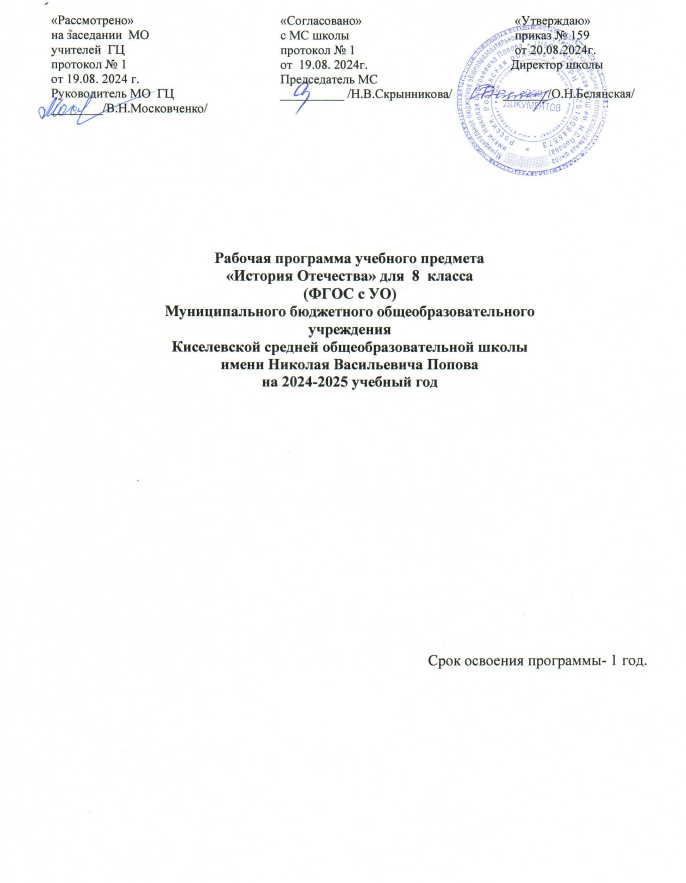 «Рассмотрено»
на заседании МО
учителей ГЦ
протокол № 1
от 19.08. 2024 г.
Руководитель МО ГЦ
/В.Н.Московченко/
«Согласовано»
с МС школы
протокол № 1
от 19.08. 2024г.
Председатель МС
__________ /Н.В.Скрынникова/
«Утверждаю»
приказ № 159
от 20.08.2024г.
Директор школы
/О.Н.Белянская/
ДОКУМЕНТОВ
Рабочая программа учебного предмета
«История Отечества» для 8 класса
(ФГОС с УО)
Муниципального бюджетного общеобразовательного
учреждения
Киселевской средней общеобразовательной школы
имени Николая Васильевича Попова
на 2024-2025 учебный год
Срок освоения программы- 1 год.